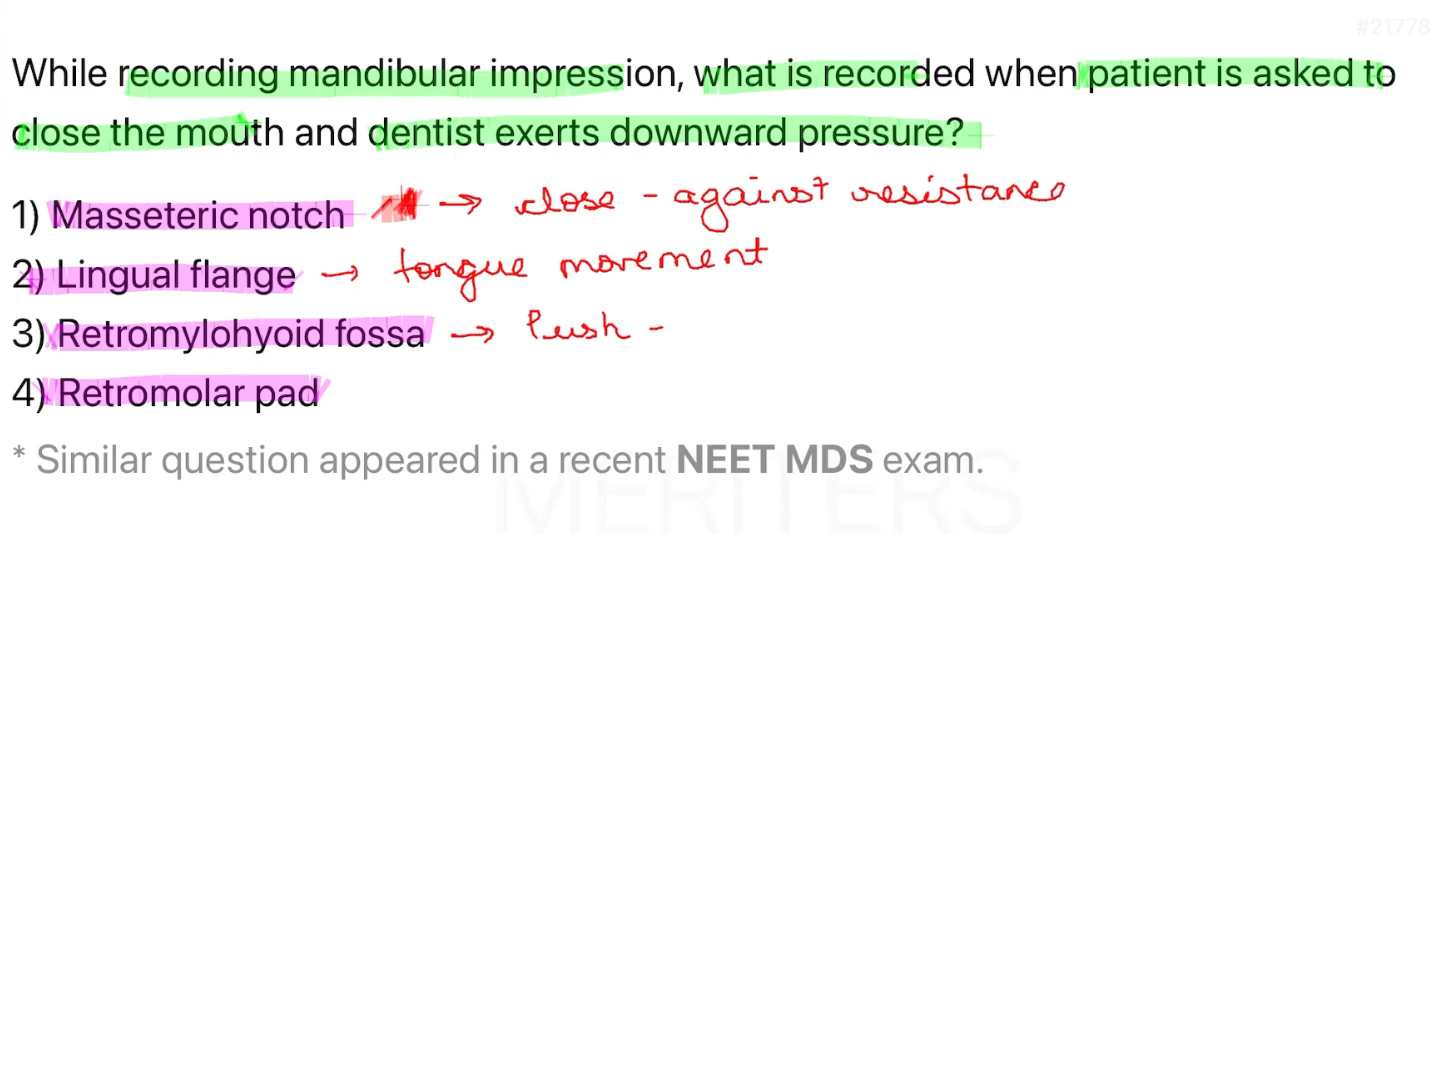 #21778
While recording mandibular impression, what is recorded when patient is asked to
close the mouth and dentist exerts downward pressure?
1) Masseteric notch → close - against resistance
2) Lingual flange → tongue movement
3) Retromylohyoid fossa → Push -
4) Retromolar pad
* Similar question appeared in a recent NEET MDS exam.
MERITERS